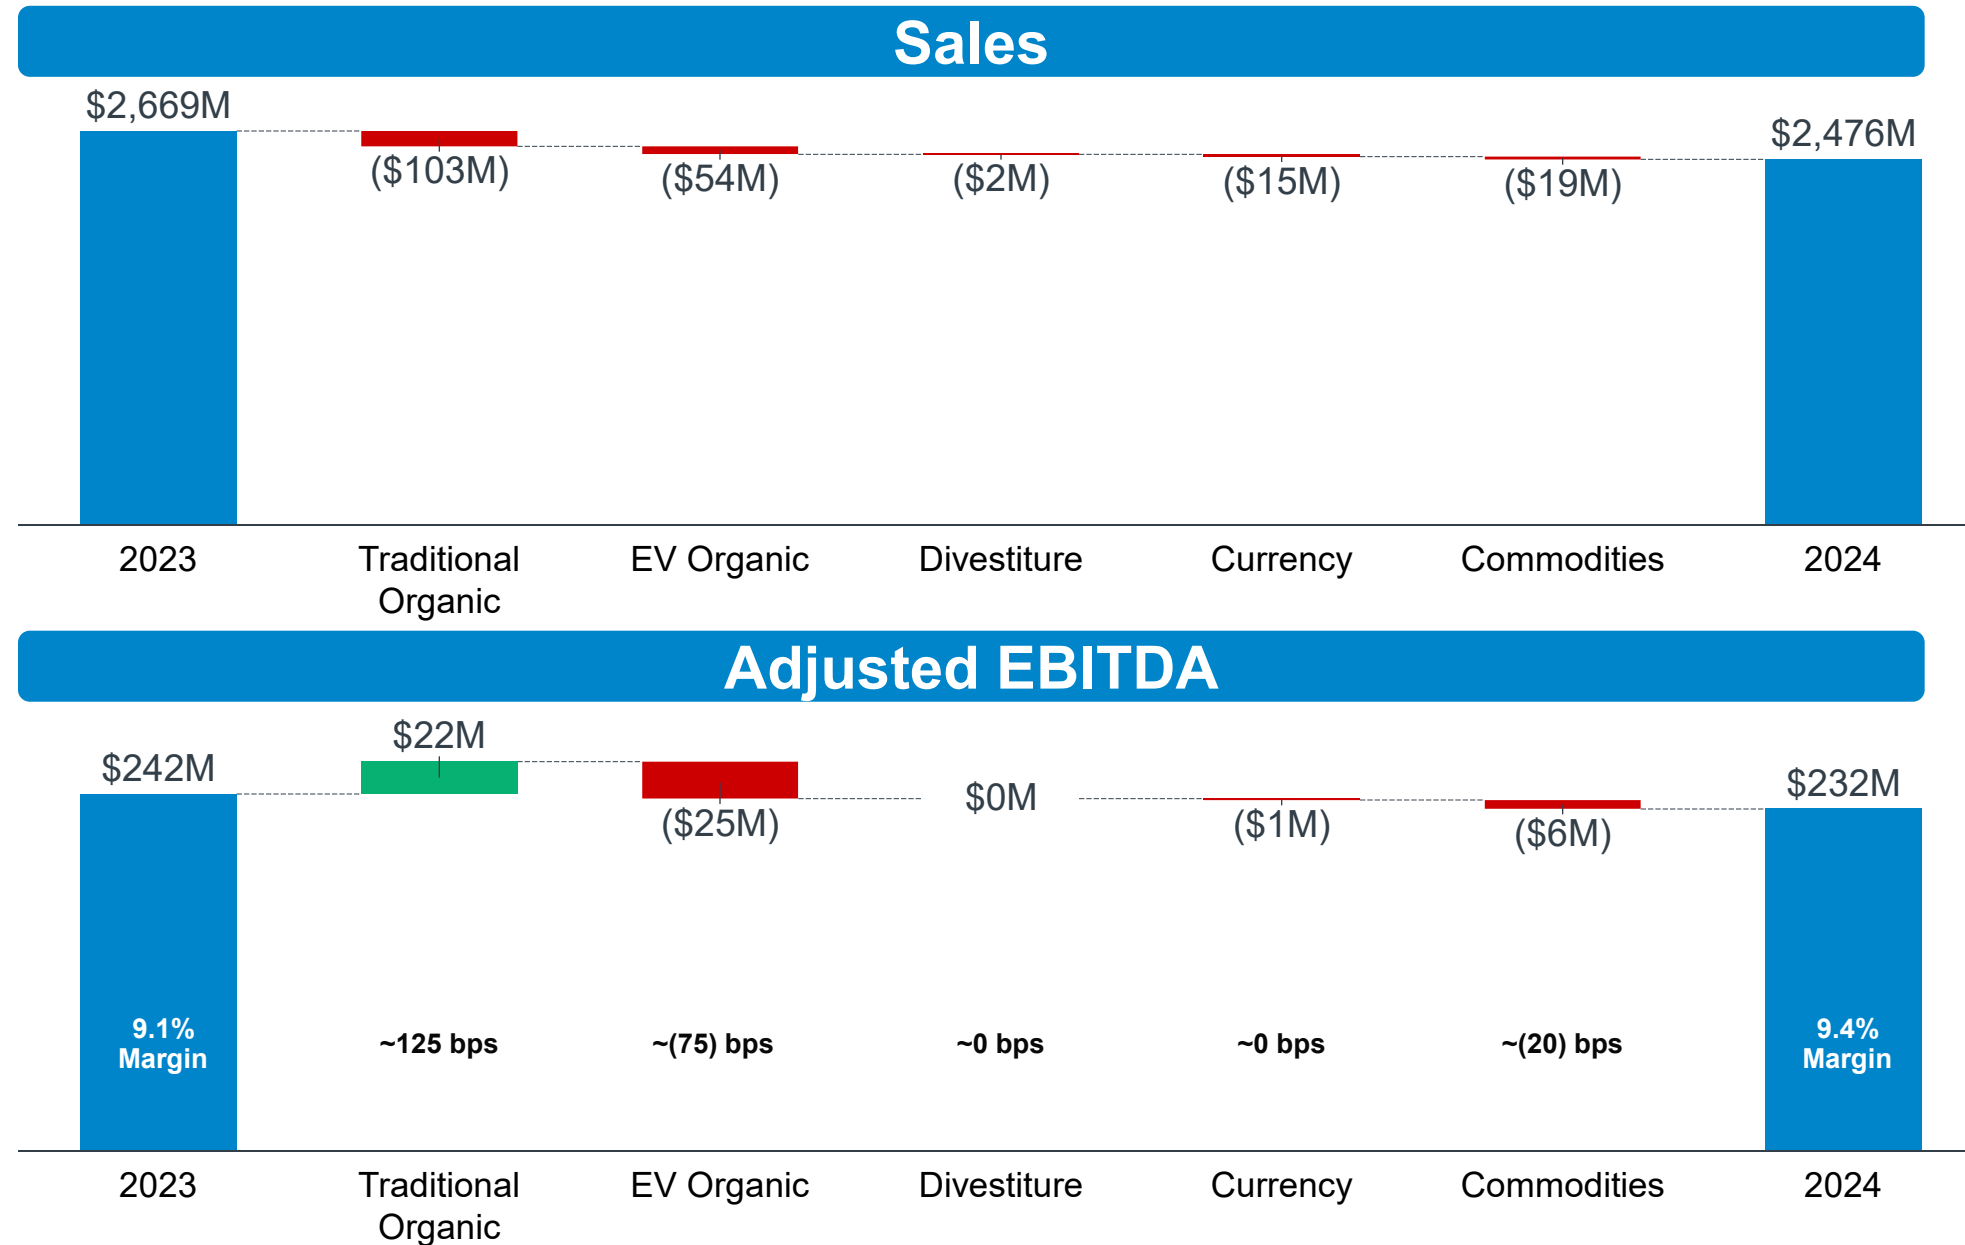 Sales
$2,669M
($103M)
($54M)
($2M)
($15M)
($19M)
$2,476M
2023
Traditional
Organic
EV Organic
Divestiture
Currency
Commodities
2024
Adjusted EBITDA
$242M
$22M
($25M)
$0M
($1M)
($6M)
$232M
9.1%
Margin
~125 bps
~(75) bps
~0 bps
~0 bps
~(20) bps
9.4%
Margin
2023
Traditional
Organic
EV Organic
Divestiture
Currency
Commodities
2024